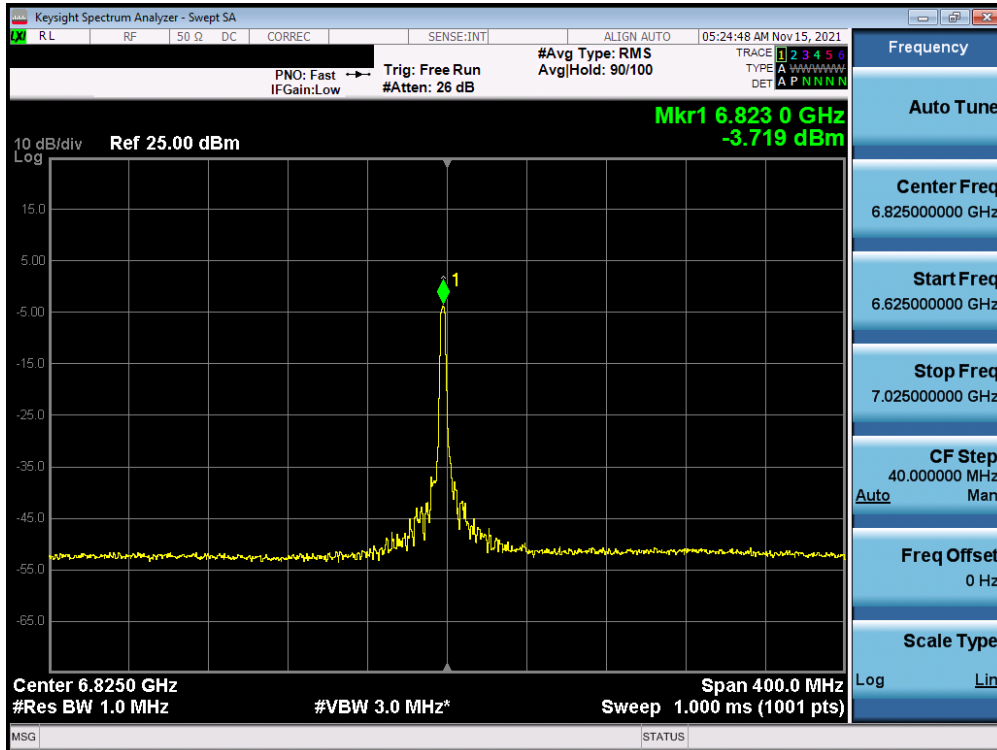 Keysight Spectrum Analyzer - Swept SA
LXI RL RF 50 Ω DC CORREC SENSE:INT ALIGN AUTO 05:24:48 AM Nov 15, 2021
PNO: Fast Trig: Free Run #Avg Type: RMS TRACE 1 2 3 4 5 6
IFGain:Low #Atten: 26 dB Avg|Hold: 90/100 TYPE A WWWWW
DET A P N N N N
Mkr1 6.823 0 GHz
-3.719 dBm
10 dB/div Ref 25.00 dBm
Log
15.0
5.00
1
-5.00
-15.0
-25.0
-35.0
-45.0
-55.0
-65.0
Center 6.8250 GHz Span 400.0 MHz
#Res BW 1.0 MHz #VBW 3.0 MHz* Sweep 1.000 ms (1001 pts)
MSG STATUS
Frequency
Auto Tune
Center Freq
6.825000000 GHz
Start Freq
6.625000000 GHz
Stop Freq
7.025000000 GHz
CF Step
40.000000 MHz
Auto Man
Freq Offset
0 Hz
Scale Type
Log Lin